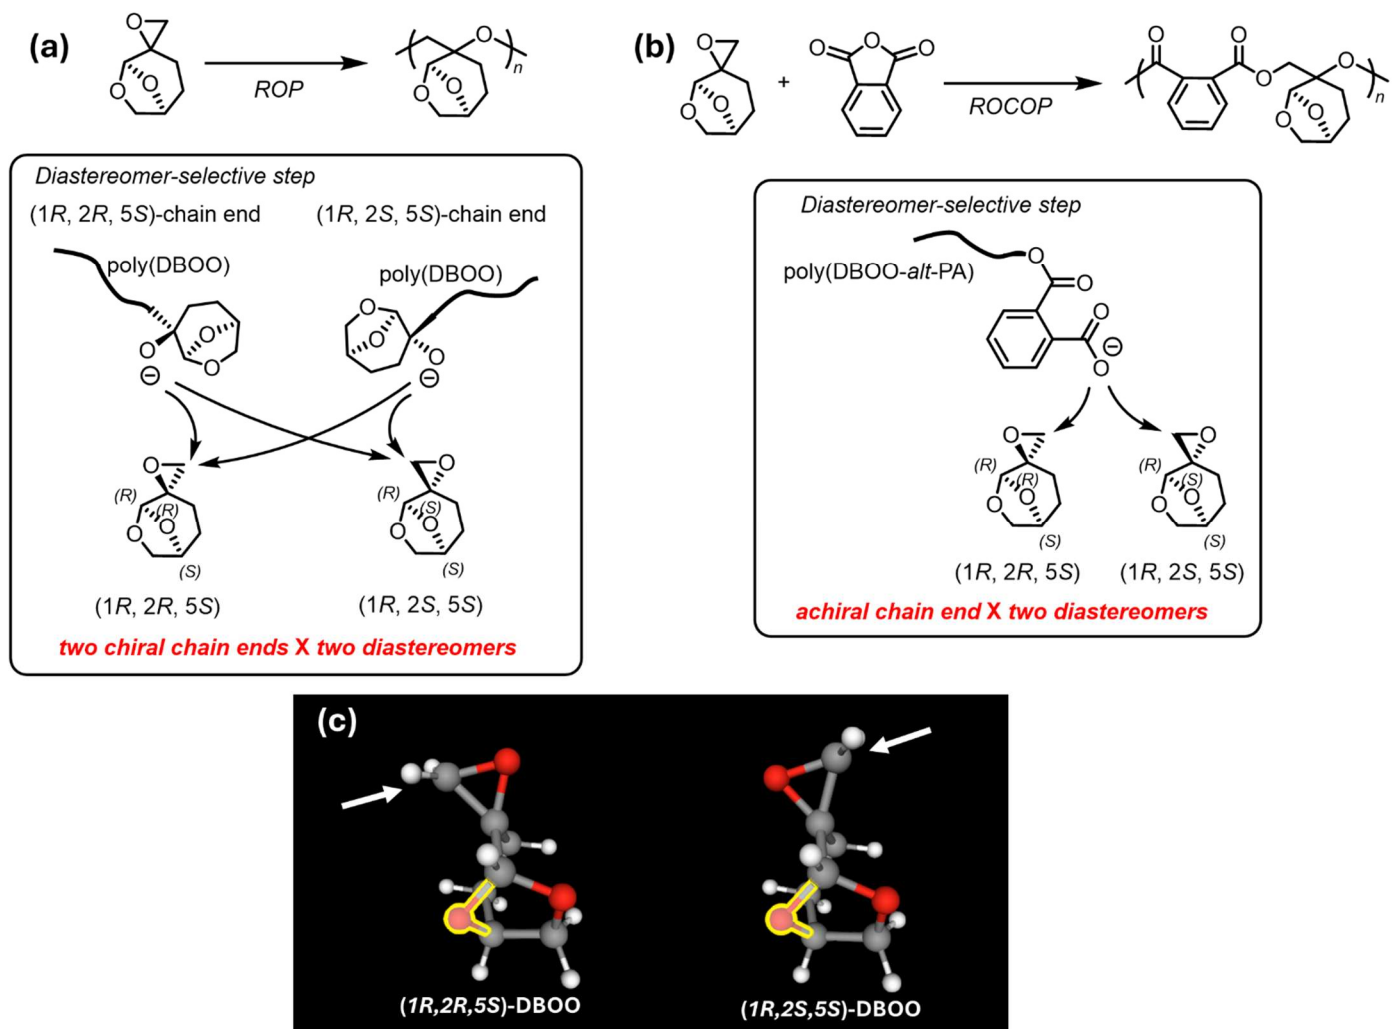 (a)
ROP
O
O
O
n
O
O
O
Diastereomer-selective step
(1R, 2R, 5S)-chain end
(1R, 2S, 5S)-chain end
poly(DBOO)
poly(DBOO)
O
O
O
O
O
O
O
O
O
O
O
O
(R)
(R)
(S)
(R)
(S)
(S)
(1R, 2R, 5S)
(1R, 2S, 5S)
two chiral chain ends X two diastereomers
(b)
O
O
O
+
O
O
O
ROCOP
O
O
O
O
O
O
n
Diastereomer-selective step
poly(DBOO-alt-PA)
O
O
O
O
O
O
O
O
O
O
(R)
(R)
(S)
(R)
(S)
(S)
(1R, 2R, 5S)
(1R, 2S, 5S)
achiral chain end X two diastereomers
(c)
(1R,2R,5S)-DBOO
(1R,2S,5S)-DBOO